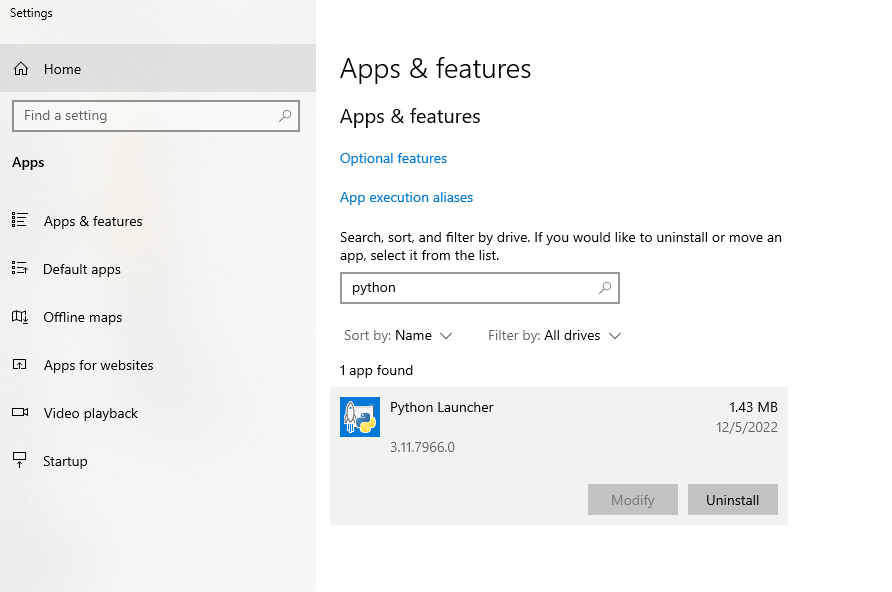 Settings
Home
Find a setting
Apps
Apps & features
Default apps
Offline maps
Apps for websites
Video playback
Startup
Apps & features
Apps & features
Optional features
App execution aliases
Search, sort, and filter by drive. If you would like to uninstall or move an
app, select it from the list.
python
Sort by: Name Filter by: All drives
1 app found
Python Launcher 1.43 MB
12/5/2022
3.11.7966.0
Modify Uninstall